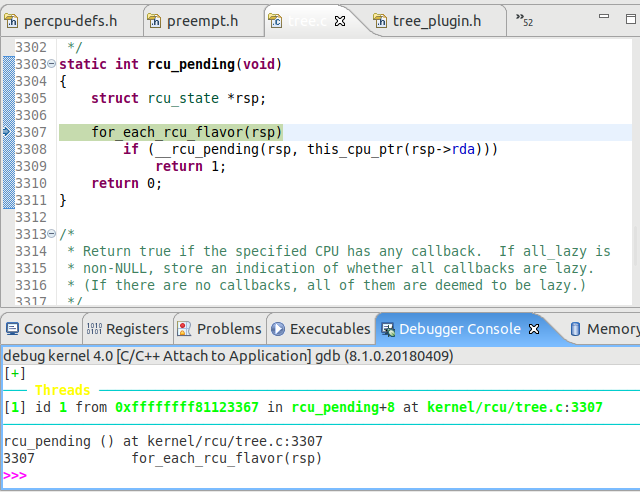 percpu-defs.h preempt.h tree.c tree_plugin.h »52
3302 */
3303 static int rcu_pending(void)
3304 {
3305 struct rcu_state *rsp;
3306
3307 for_each_rcu_flavor(rsp)
3308 if (__rcu_pending(rsp, this_cpu_ptr(rsp->rda)))
3309 return 1;
3310 return 0;
3311 }
3312
3313 /*
3314 * Return true if the specified CPU has any callback. If all_lazy is
3315 * non-NULL, store an indication of whether all callbacks are lazy.
3316 * (If there are no callbacks, all of them are deemed to be lazy.)
3317 */
Console Registers Problems Executables Debugger Console Memory
debug kernel 4.0 [C/C++ Attach to Application] gdb (8.1.0.20180409)
[+]
Threads
[1] id 1 from 0xffffffff81123367 in rcu_pending+8 at kernel/rcu/tree.c:3307
rcu_pending () at kernel/rcu/tree.c:3307
3307 for_each_rcu_flavor(rsp)
>>>